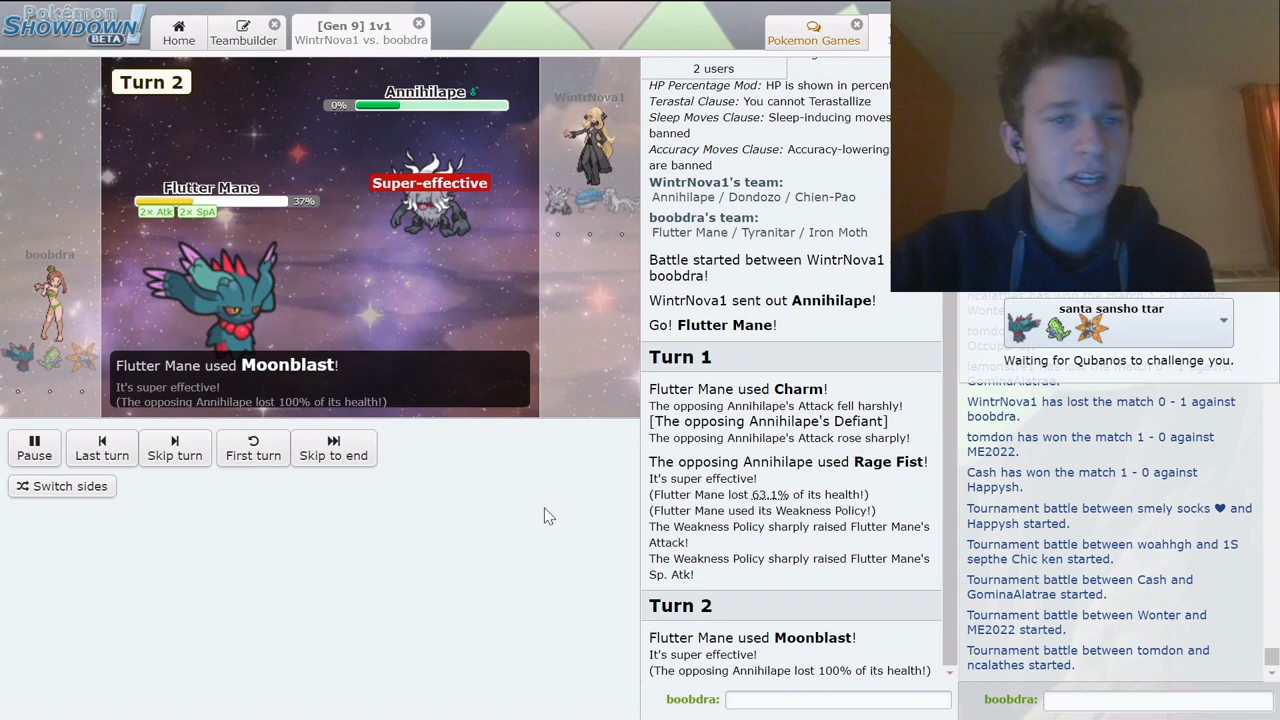 Pokémon
SHOWDOWN!
BETA
Home
Teambuilder
[Gen 9] 1v1
WintrNova1 vs. boobdra
Pokemon Games
Turn 2
Annihilape
0%
Super-effective
Flutter Mane
37%
2× Atk 2× SpA
WintrNova1
boobdra
Flutter Mane used Moonblast!
It's super effective!
(The opposing Annihilape lost 100% of its health!)
Pause
Last turn
Skip turn
First turn
Skip to end
Switch sides
2 users
HP Percentage Mod: HP is shown in percent
Terastal Clause: You cannot Terastallize
Sleep Moves Clause: Sleep-inducing moves
banned
Accuracy Moves Clause: Accuracy-lowering
are banned
WintrNova1's team:
Annihilape / Dondozo / Chien-Pao
boobdra's team:
Flutter Mane / Tyranitar / Iron Moth
Battle started between WintrNova1
boobdra!
WintrNova1 sent out Annihilape!
Go! Flutter Mane!
Turn 1
Flutter Mane used Charm!
The opposing Annihilape's Attack fell harshly!
[The opposing Annihilape's Defiant]
The opposing Annihilape's Attack rose sharply!
The opposing Annihilape used Rage Fist!
It's super effective!
(Flutter Mane lost 63.1% of its health!)
(Flutter Mane used its Weakness Policy!)
The Weakness Policy sharply raised Flutter Mane's
Attack!
The Weakness Policy sharply raised Flutter Mane's
Sp. Atk!
Turn 2
Flutter Mane used Moonblast!
It's super effective!
(The opposing Annihilape lost 100% of its health!)
boobdra:
santa sansho ttar
Waiting for Qubanos to challenge you.
GominaAlatrae.
WintrNova1 has lost the match 0 - 1 against
boobdra.
tomdon has won the match 1 - 0 against
ME2022.
Cash has won the match 1 - 0 against
Happysh.
Tournament battle between smely socks ♥ and
Happysh started.
Tournament battle between woahhgh and 1S
septhe Chic ken started.
Tournament battle between Cash and
GominaAlatrae started.
Tournament battle between Wonter and
ME2022 started.
Tournament battle between tomdon and
ncalathes started.
boobdra: